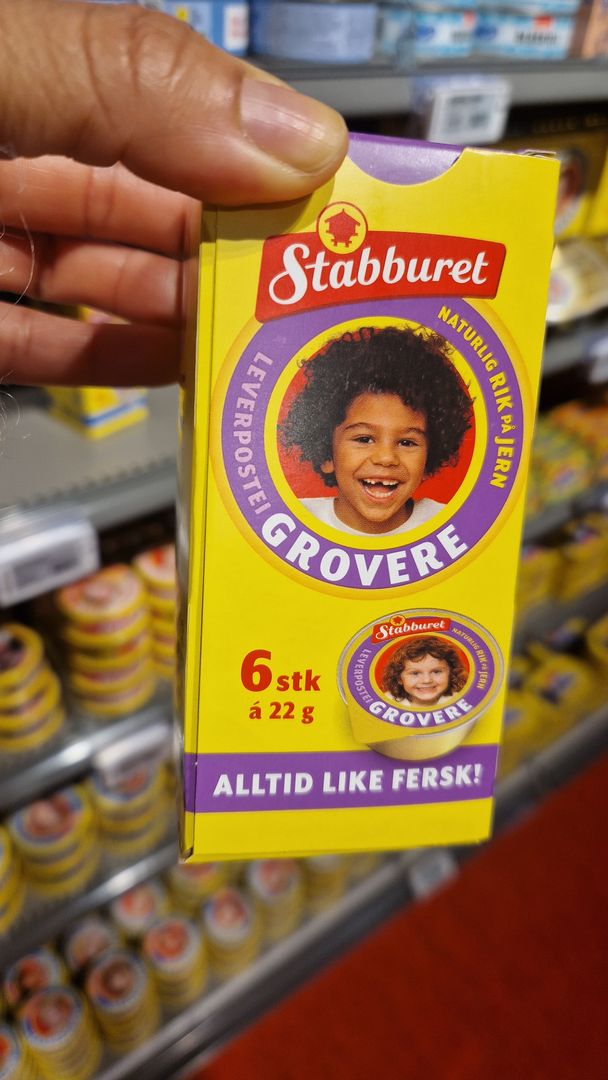 Stabburet
LEVERPOSTEI
GROVERE
NATURLIG RIK PÅ JERN
6 stk
á 22 g
Stabburet
LEVERPOSTEI
GROVERE
NATURLIG RIK PÅ JERN
ALLTID LIKE FERSK!